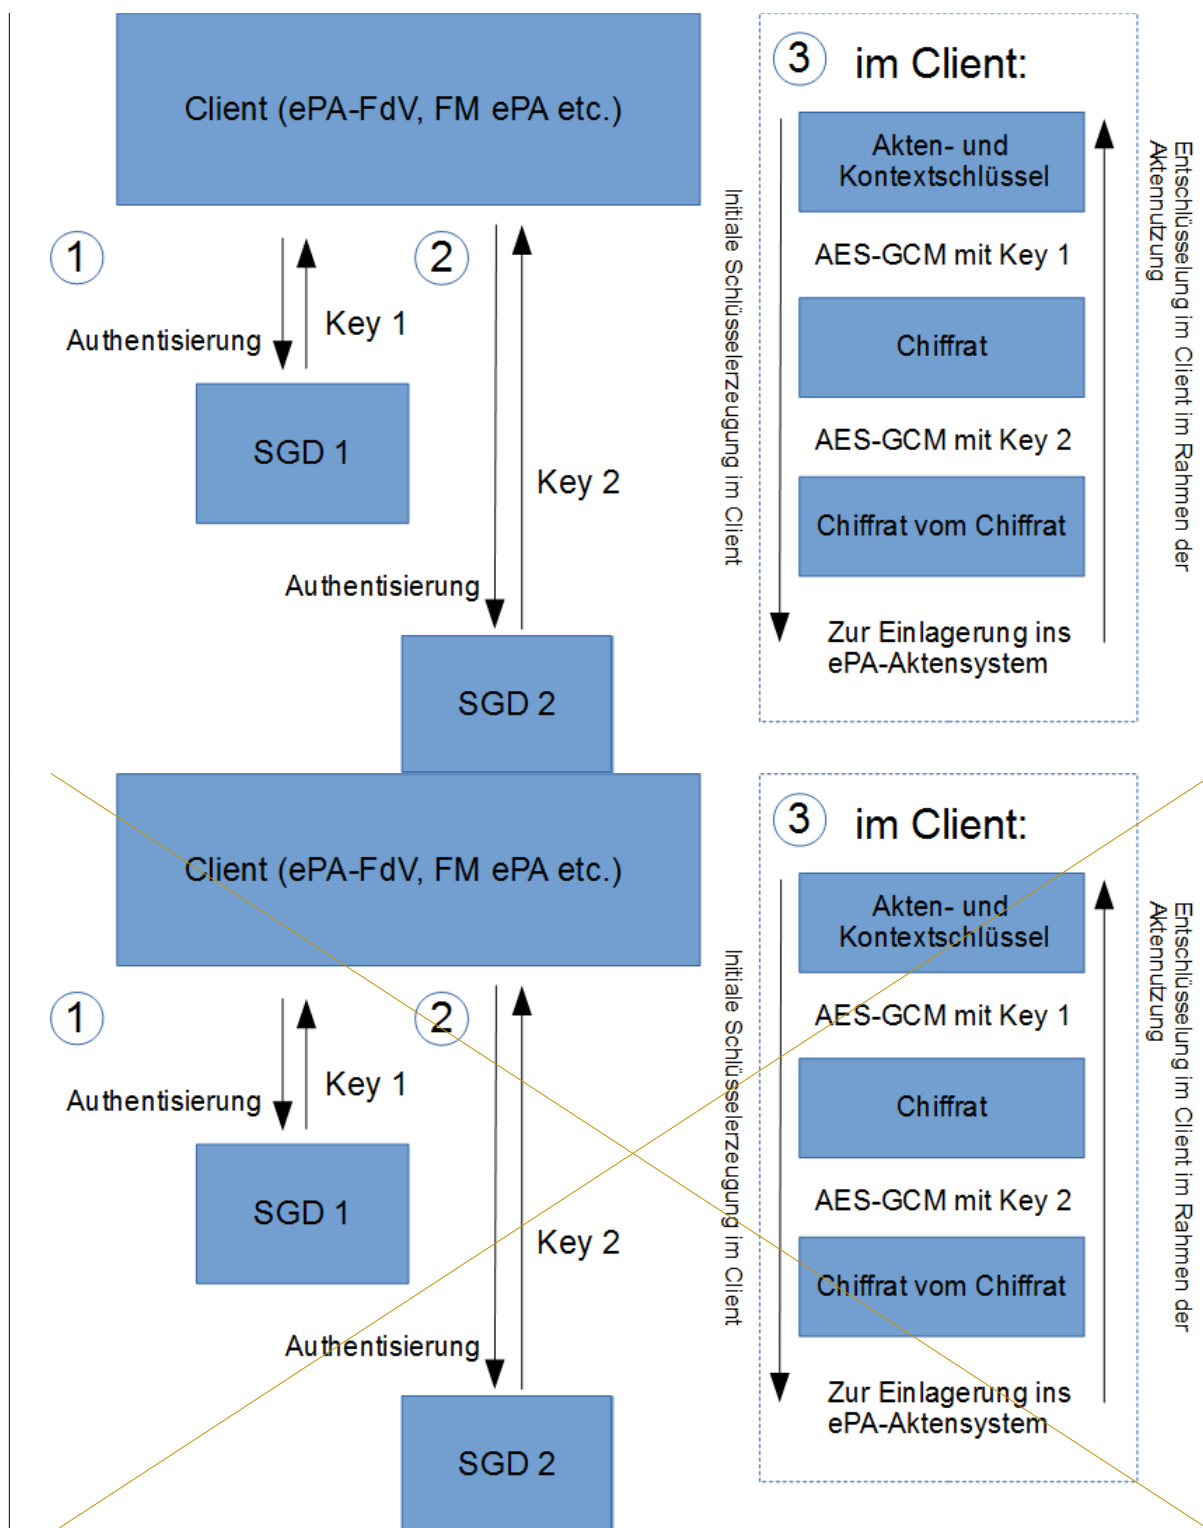 Client (ePA-FdV, FM ePA etc.)
1
2
Authentisierung
Key 1
SGD 1
Key 2
Authentisierung
SGD 2
3
im Client:
Akten- und
Kontextschlüssel
AES-GCM mit Key 1
Chiffrat
AES-GCM mit Key 2
Chiffrat vom Chiffrat
Zur Einlagerung ins
ePA-Aktensystem
Initiale Schlüsselerzeugung im Client
Entschlüsselung im Client im Rahmen der
Aktennutzung
Client (ePA-FdV, FM ePA etc.)
1
2
Authentisierung
Key 1
SGD 1
Key 2
Authentisierung
SGD 2
3
im Client:
Akten- und
Kontextschlüssel
AES-GCM mit Key 1
Chiffrat
AES-GCM mit Key 2
Chiffrat vom Chiffrat
Zur Einlagerung ins
ePA-Aktensystem
Initiale Schlüsselerzeugung im Client
Entschlüsselung im Client im Rahmen der
Aktennutzung